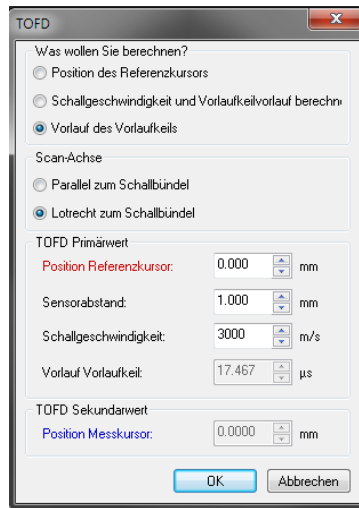 TOFD
Was wollen Sie berechnen?
Position des Referenzkursors
Schallgeschwindigkeit und Vorlaufkeilvorlauf berechn
Vorlauf des Vorlaufkeils
Scan-Achse
Parallel zum Schallbündel
Lotrecht zum Schallbündel
TOFD Primärwert
Position Referenzkursor: 0.000 mm
Sensorabstand: 1.000 mm
Schallgeschwindigkeit: 3000 m/s
Vorlauf Vorlaufkeil: 17.467 µs
TOFD Sekundarwert
Position Messkursor: 0.0000 mm
OK Abbrechen